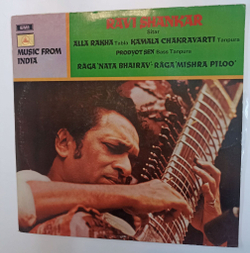 RAVI SHANKAR
Sitar
ALLA RAKHA Tabla KAMALA CHAKRAVARTI Tanpura
PRODYOT SEN Bass Tanpura
RAGA 'NATA BHAIRAV'-RAGA 'MISHRA PILOO'
MUSIC FROM
INDIA